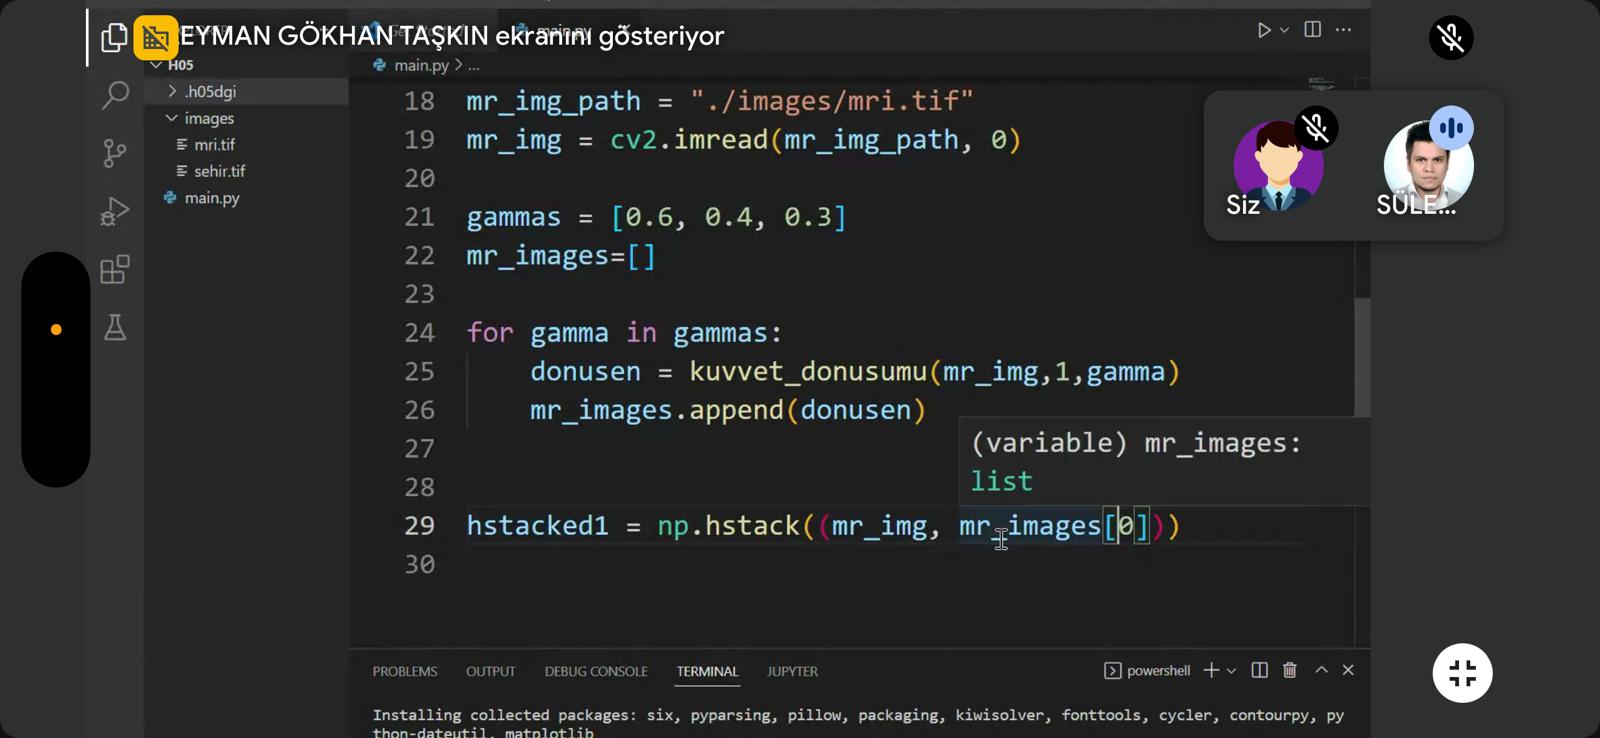 EYMAN GÖKHAN TAŞKIN ekranını gösteriyor
H05
.h05dgi
images
mri.tif
sehir.tif
main.py
main.py > ...
18 mr_img_path = "./images/mri.tif"
19 mr_img = cv2.imread(mr_img_path, 0)
20
21 gammas = [0.6, 0.4, 0.3]
22 mr_images=[]
23
24 for gamma in gammas:
25 donusen = kuvvet_donusumu(mr_img,1,gamma)
26 mr_images.append(donusen)
27
28
29 hstacked1 = np.hstack((mr_img, mr_images[0]))
30
(variable) mr_images:
list
Siz
SÜLE...
PROBLEMS OUTPUT DEBUG CONSOLE TERMINAL JUPYTER
powershell
Installing collected packages: six, pyparsing, pillow, packaging, kiwisolver, fonttools, cycler, contourpy, py
thon-dateutil, matplotlib